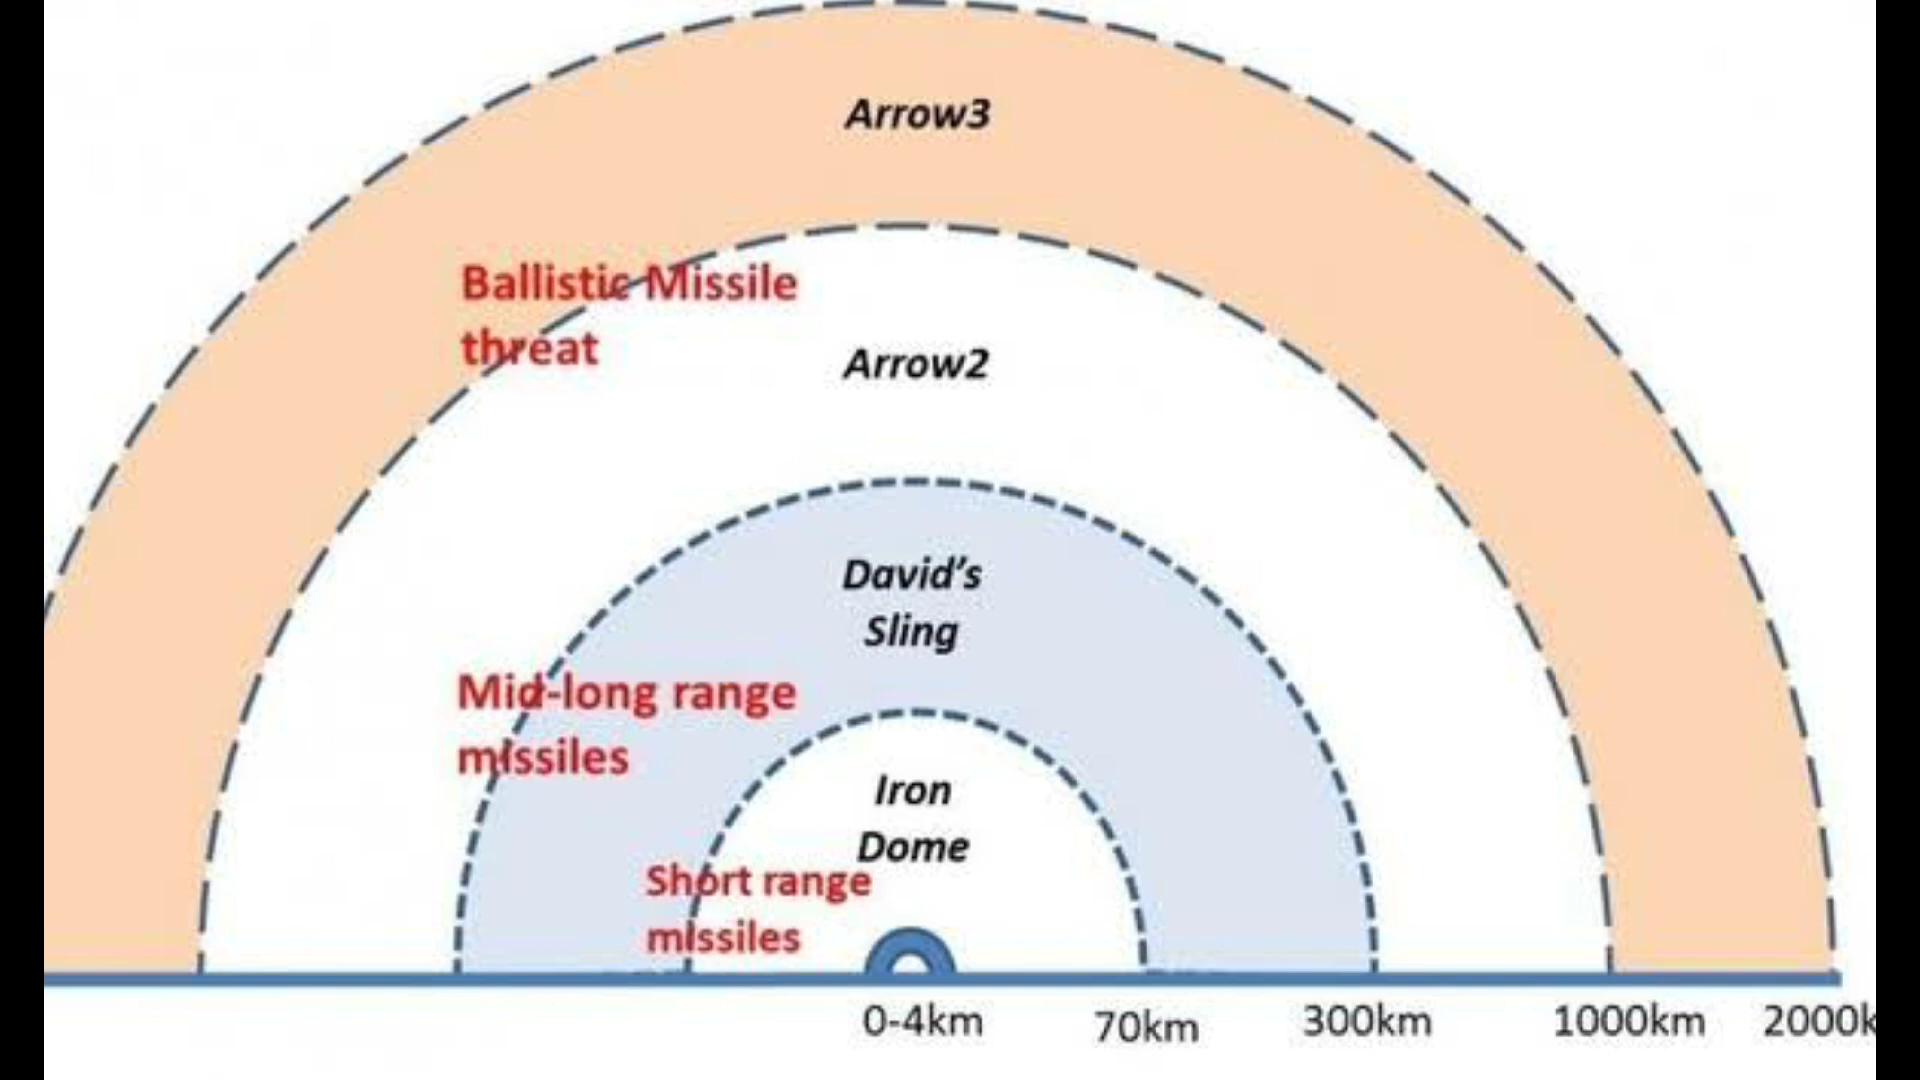 Arrow3
Ballistic Missile
threat
Arrow2
David's
Sling
Mid-long range
missiles
Iron
Dome
Short range
missiles
0-4km
70km
300km
1000km
2000k